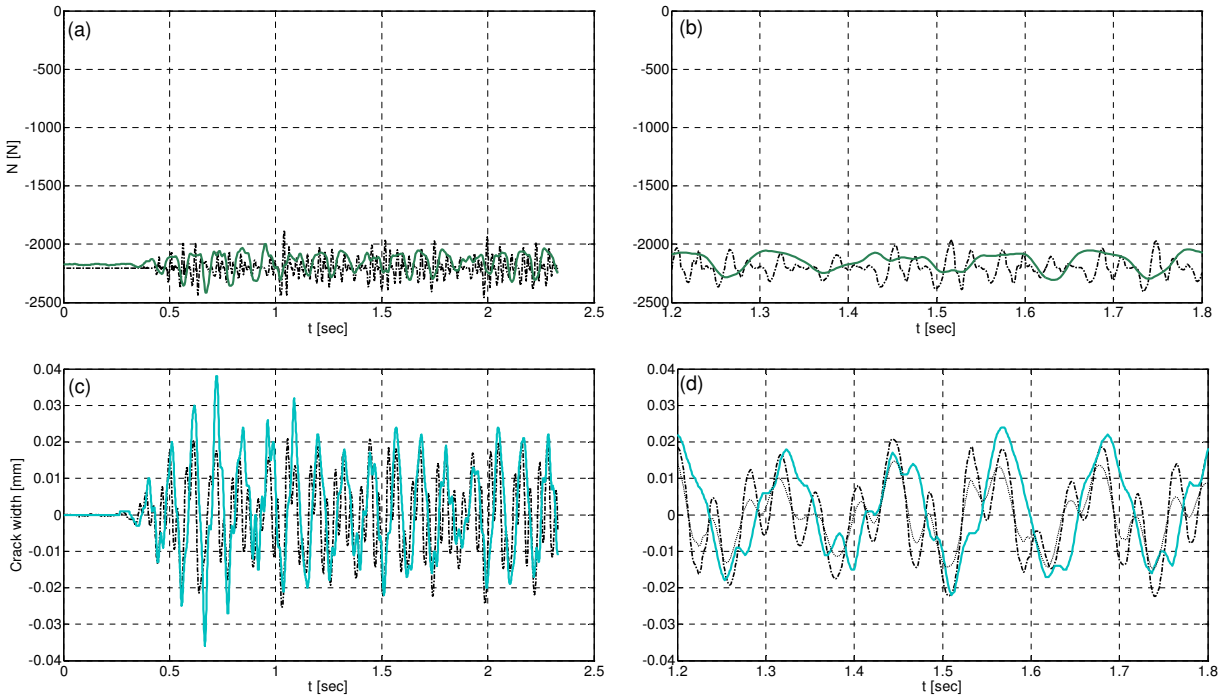 (a)
0
-500
-1000
-1500
-2000
-2500
N [N]
0 0.5 1 1.5 2 2.5
t [sec]
(b)
0
-500
-1000
-1500
-2000
-2500
1.2 1.3 1.4 1.5 1.6 1.7 1.8
t [sec]
(c)
0.04
0.03
0.02
0.01
0
-0.01
-0.02
-0.03
-0.04
Crack width [mm]
0 0.5 1 1.5 2 2.5
t [sec]
(d)
0.04
0.03
0.02
0.01
0
-0.01
-0.02
-0.03
-0.04
1.2 1.3 1.4 1.5 1.6 1.7 1.8
t [sec]